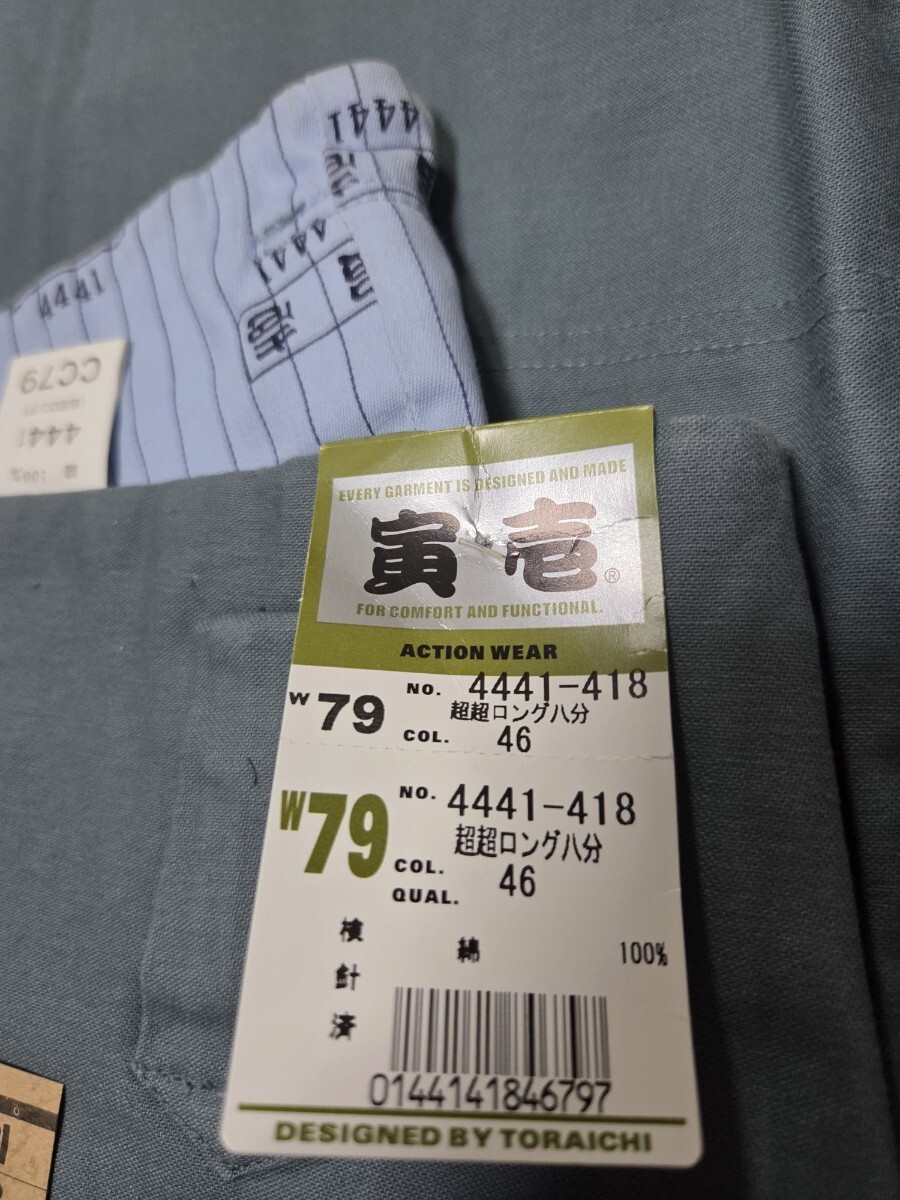 4441
4441
4441
CC79
4441
綿 100%
EVERY GARMENT IS DESIGNED AND MADE
寅壱®
FOR COMFORT AND FUNCTIONAL.
ACTION WEAR
W79 NO. 4441-418
超超ロング八分
COL. 46
W79 NO. 4441-418
超超ロング八分
COL. 46
QUAL.
検針済
綿 100%
0144141846797
DESIGNED BY TORAICHI